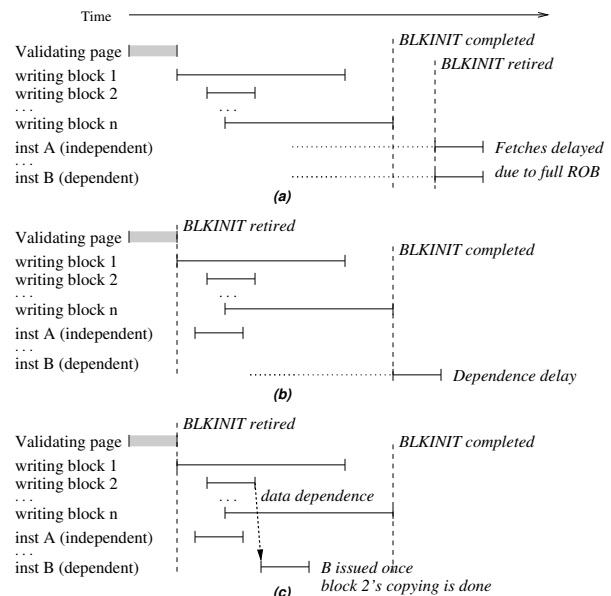 Time
BLKINIT completed
Validating page
BLKINIT retired
writing block 1
writing block 2
... ...
writing block n
inst A (independent) Fetches delayed
...
inst B (dependent) due to full ROB
(a)
BLKINIT retired
Validating page
BLKINIT completed
writing block 1
writing block 2
... ...
writing block n
inst A (independent)
...
inst B (dependent)
Dependence delay
(b)
BLKINIT retired
Validating page BLKINIT completed
writing block 1
writing block 2
... ... data dependence
writing block n
inst A (independent)
...
inst B (dependent) B issued once
block 2's copying is done
(c)